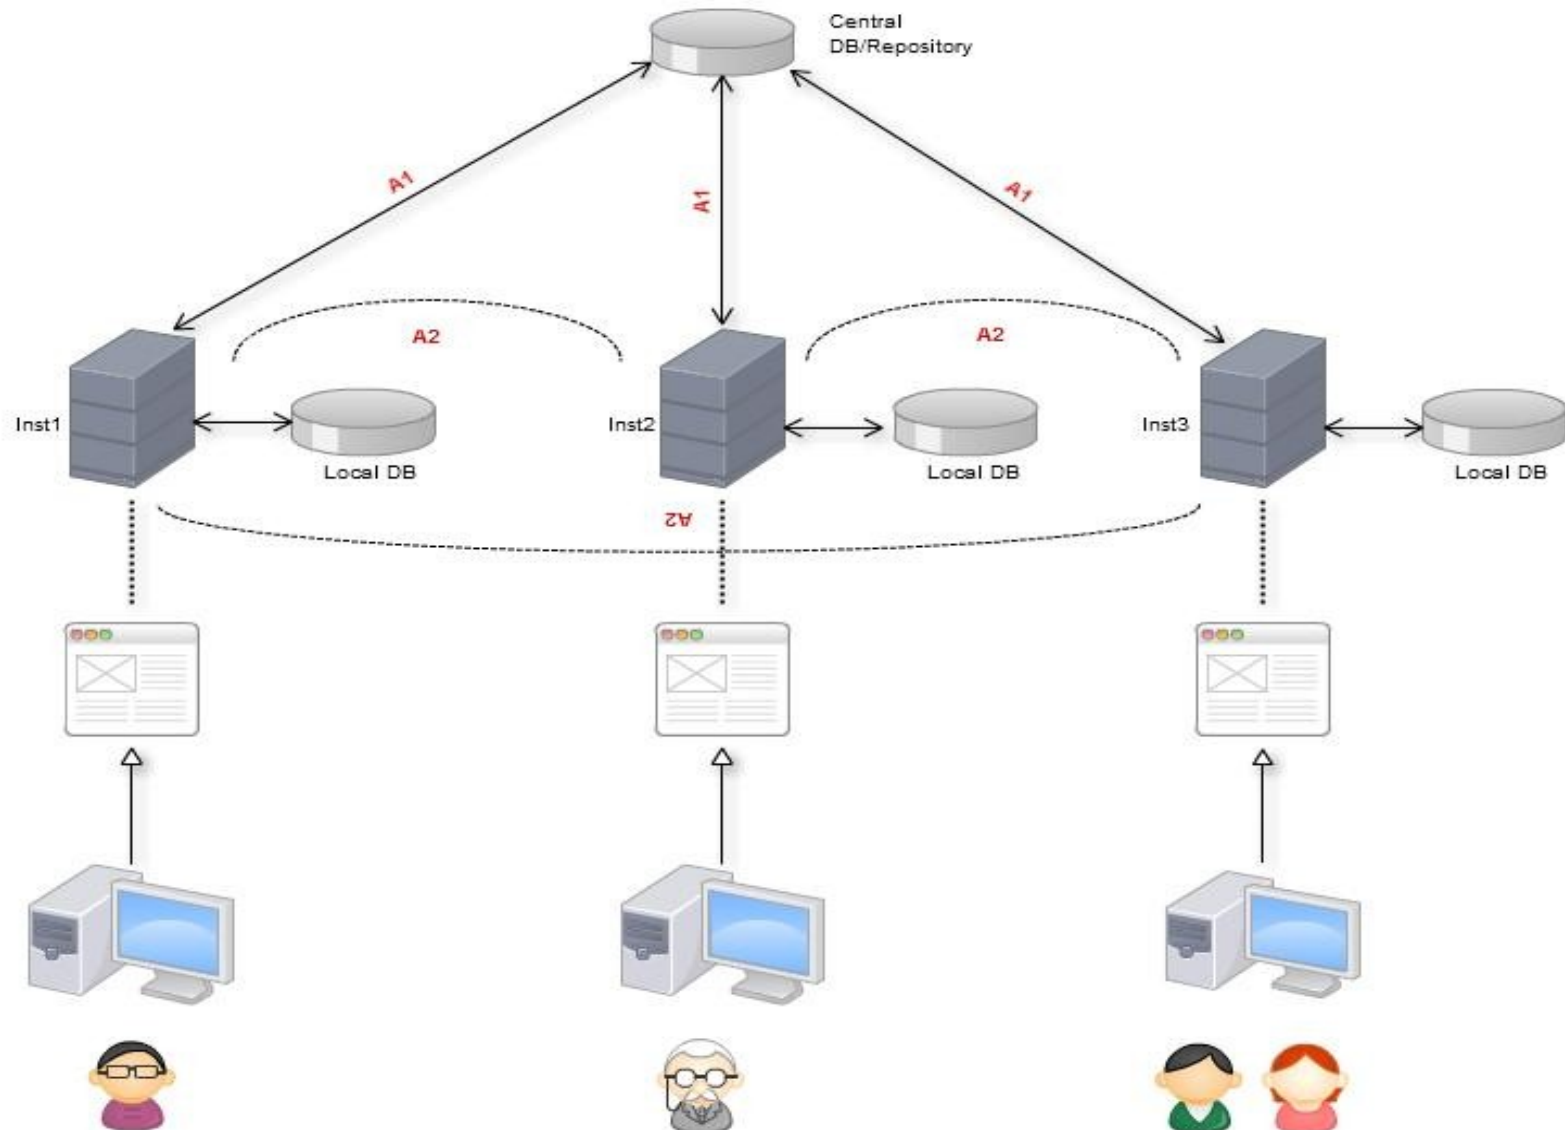 Central
DB/Repository
A1
A1
A1
A2
A2
Inst1
Inst2
Inst3
Local DB
Local DB
Local DB
A2